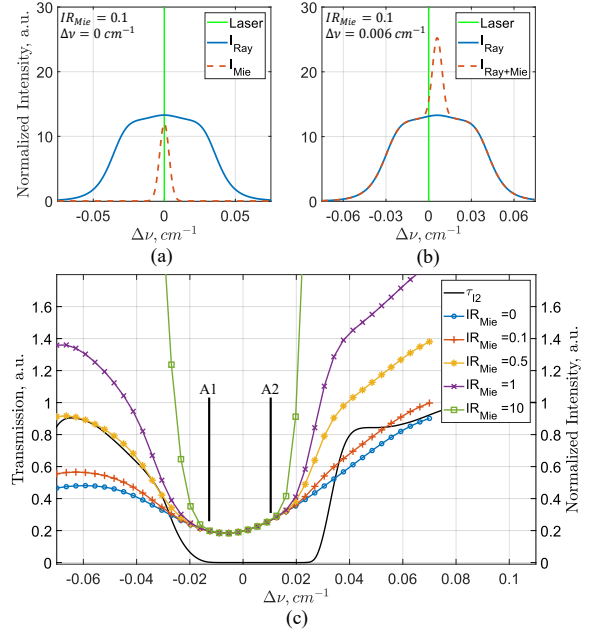 IR_Mie = 0.1
Δν = 0 cm⁻¹
Laser
I_Ray
I_Mie
30
20
10
0
Normalized Intensity, a.u.
-0.05
0
0.05
Δν, cm⁻¹
(a)
IR_Mie = 0.1
Δν = 0.006 cm⁻¹
Laser
I_Ray
I_Ray+Mie
30
20
10
0
-0.06
-0.03
0
0.03
0.06
Δν, cm⁻¹
(b)
Transmission, a.u.
1.6
1.4
1.2
1
0.8
0.6
0.4
0.2
0
A1
A2
τ_I2
IR_Mie =0
IR_Mie =0.1
IR_Mie =0.5
IR_Mie =1
IR_Mie =10
1.6
1.4
1.2
1
0.8
0.6
0.4
0.2
0
Normalized Intensity, a.u.
-0.06
-0.04
-0.02
0
0.02
0.04
0.06
0.08
0.1
Δν, cm⁻¹
(c)